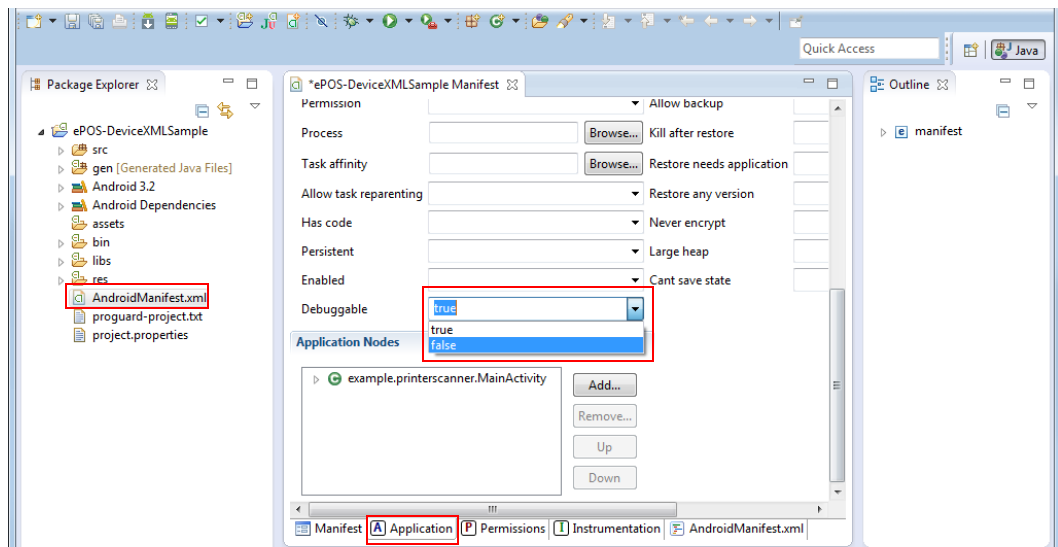 Quick Access
Java
Package Explorer
ePOS-DeviceXMLSample
src
gen [Generated Java Files]
Android 3.2
Android Dependencies
assets
bin
libs
res
AndroidManifest.xml
proguard-project.txt
project.properties
*ePOS-DeviceXMLSample Manifest
Permission Allow backup
Process Browse... Kill after restore
Task affinity Browse... Restore needs application
Allow task reparenting Restore any version
Has code Never encrypt
Persistent Large heap
Enabled Cant save state
Debuggable true
true
Application Nodes false
example.printerscanner.MainActivity
Add...
Remove...
Up
Down
Manifest A Application P Permissions I Instrumentation AndroidManifest.xml
Outline
e manifest